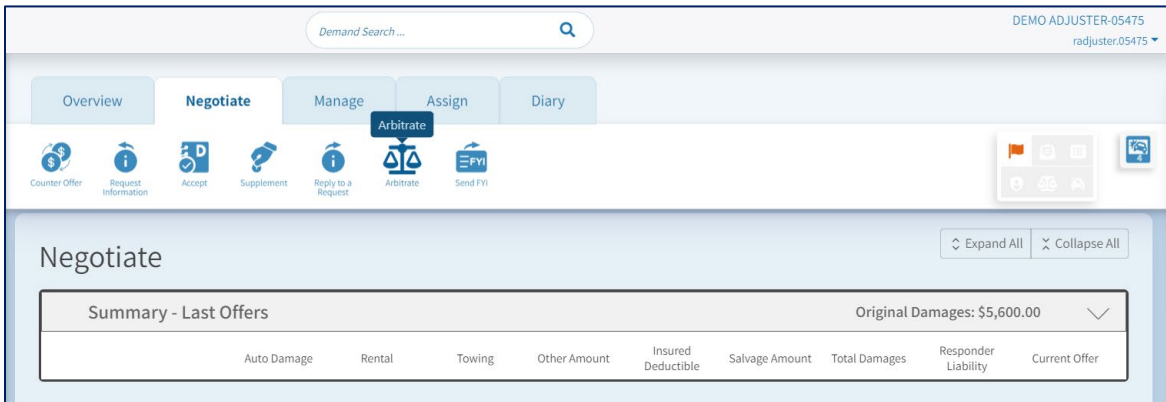 Demand Search ...
DEMO ADJUSTER-05475
radjuster.05475
Overview
Negotiate
Manage
Assign
Diary
Arbitrate
Counter Offer
Request
Information
D
Accept
Supplement
Reply to a
Request
Arbitrate
FYI
Send FYI
4
Negotiate
Expand All
Collapse All
Summary - Last Offers
Original Damages: $5,600.00
Auto Damage
Rental
Towing
Other Amount
Insured
Deductible
Salvage Amount
Total Damages
Responder
Liability
Current Offer